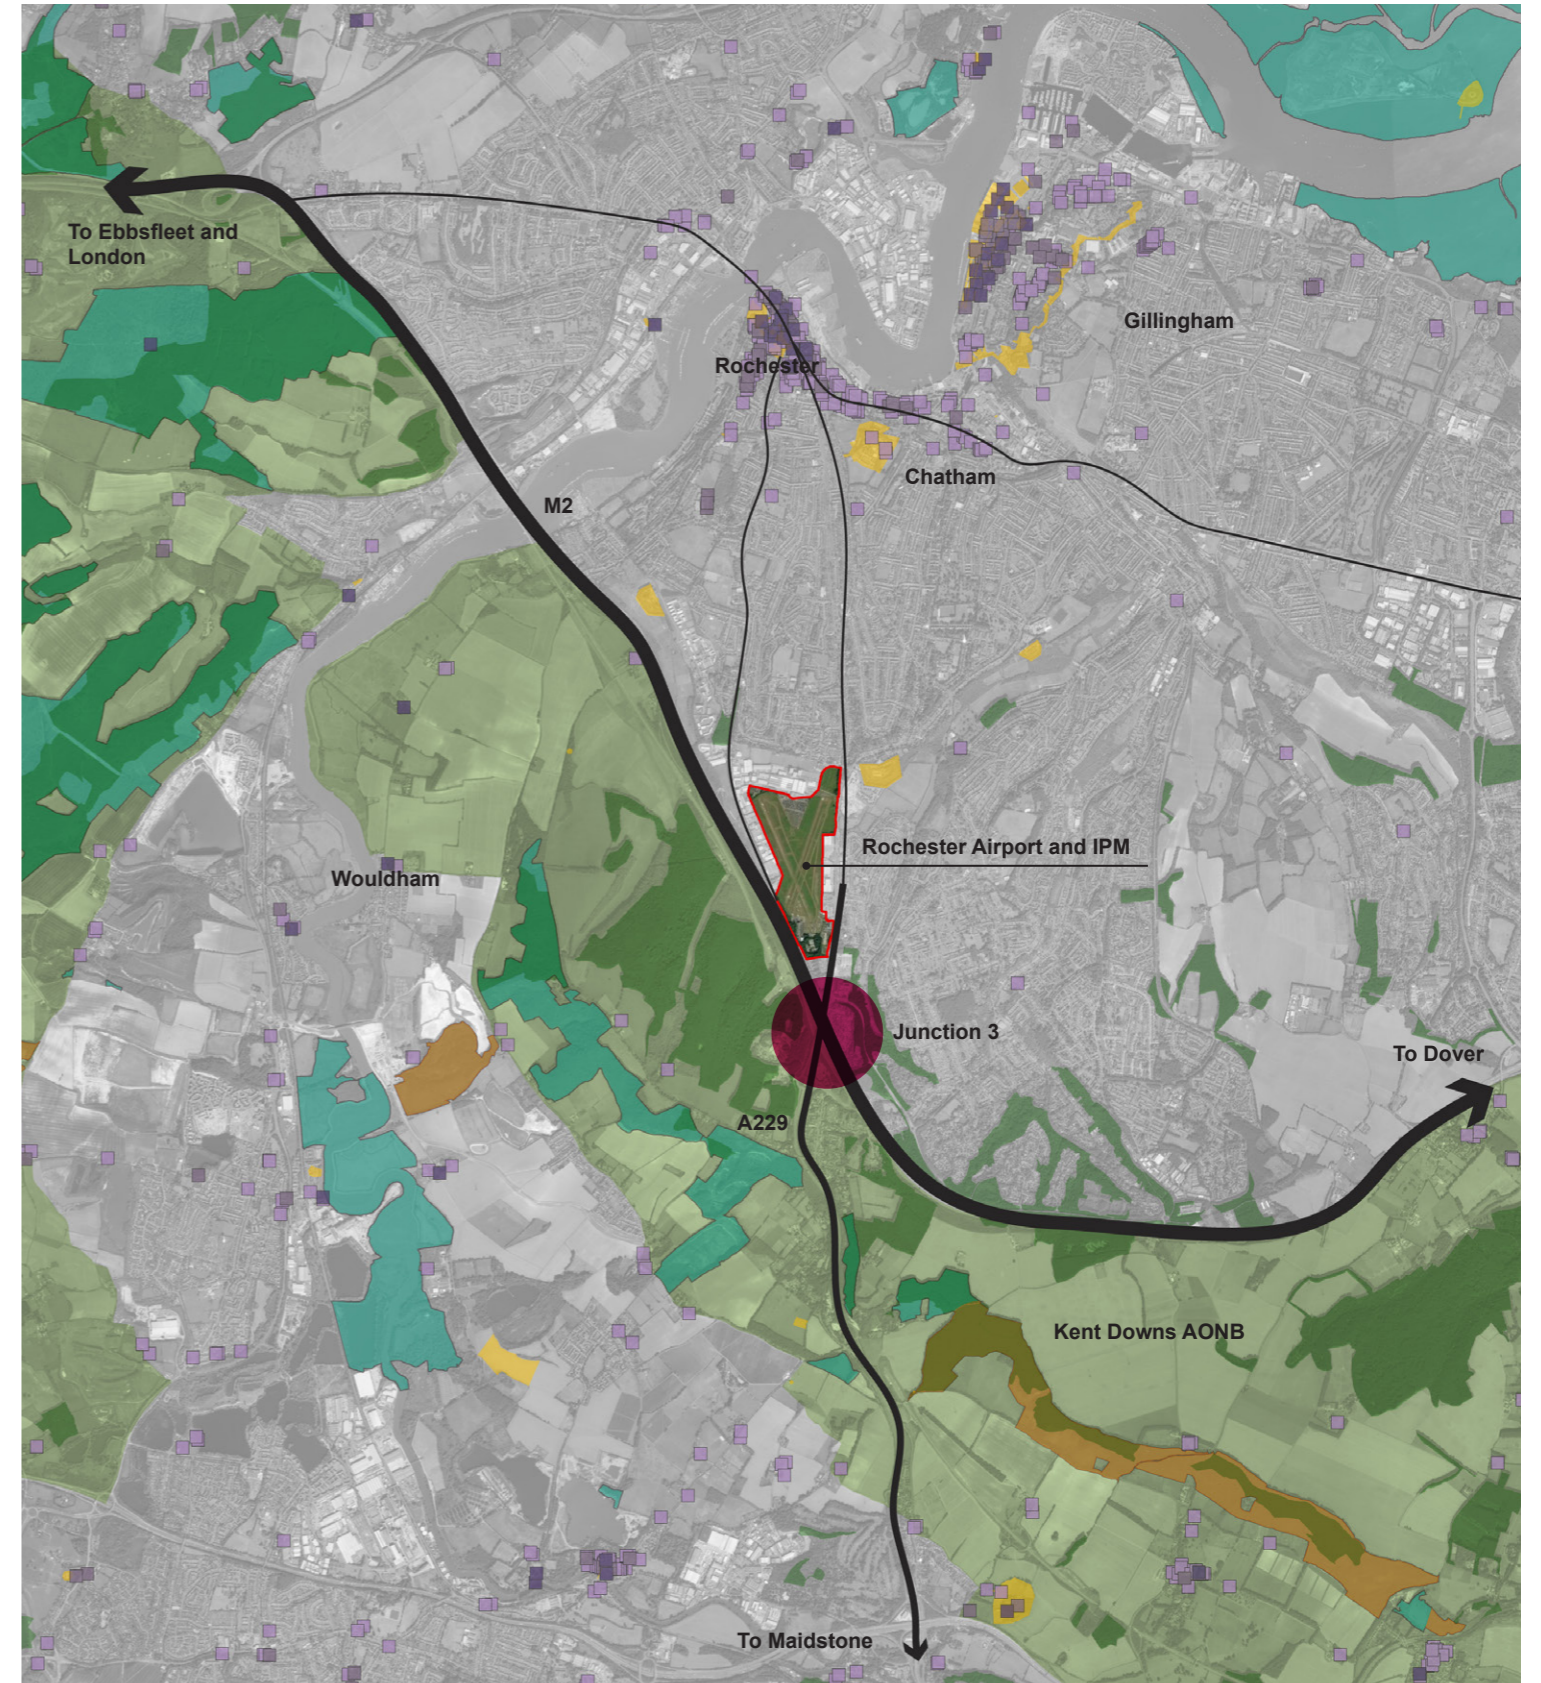 To Ebbsfleet and
London
Gillingham
Rochester
Chatham
M2
Rochester Airport and IPM
Wouldham
Junction 3
To Dover
A229
Kent Downs AONB
To Maidstone